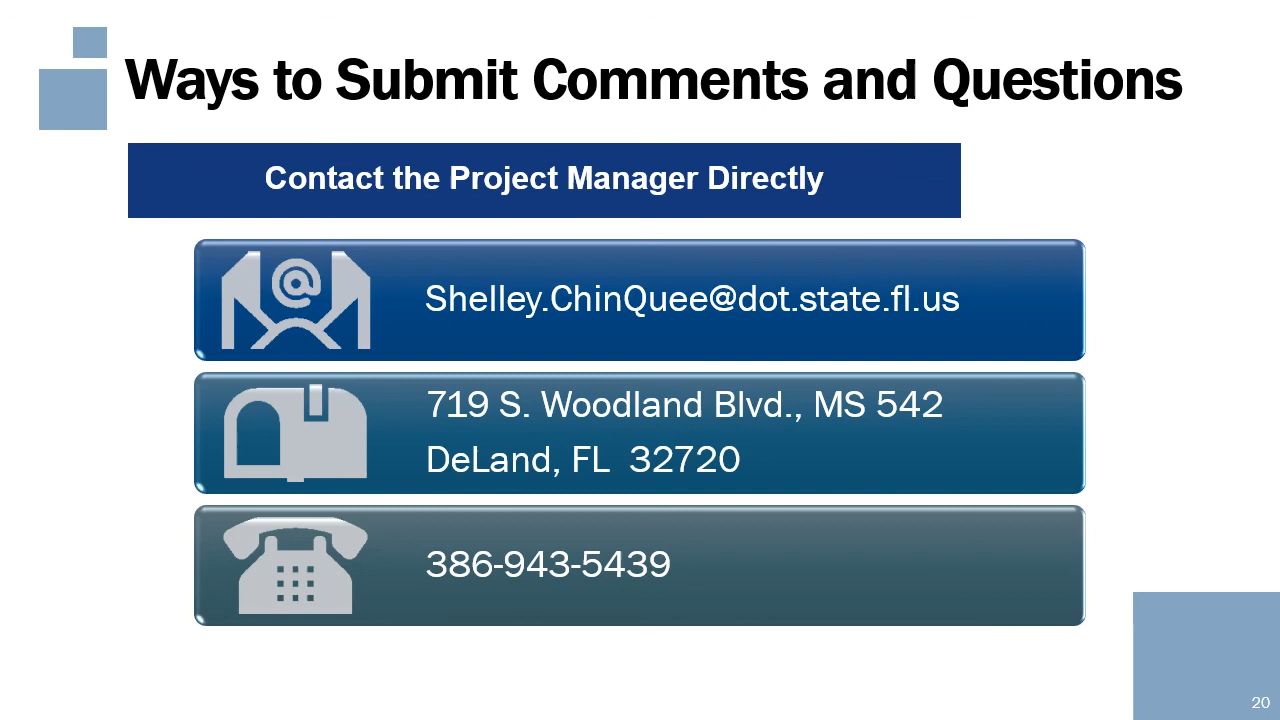 Ways to Submit Comments and Questions
Contact the Project Manager Directly
@
Shelley.ChinQuee@dot.state.fl.us
719 S. Woodland Blvd., MS 542
DeLand, FL  32720
386-943-5439
20